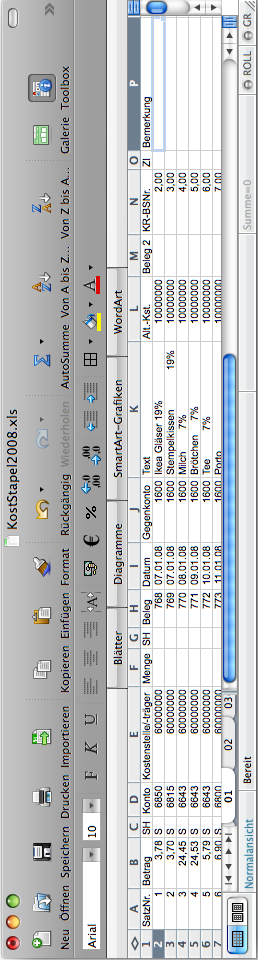 KostStapel2008.xls
Neu Öffnen Speichern Drucken Importieren Kopieren Einfügen Format Rückgängig Wiederholen AutoSumme Von A bis Z... Von Z bis A... Galerie Toolbox
Arial 10 F K U A € % ,00 A
Blätter Diagramme SmartArt-Grafiken WordArt
A B C D E F G H I J K L M N O P
1 SatzNr. Betrag SH Konto Kostenstelle/-träger Menge SH Beleg Datum Gegenkonto Text Alt.-Kst. Beleg 2 KR-BSNr. ZI Bemerkung
2 1 3,78 S 6850 60000000 768 07.01.08 1600 Ikea Gläser 19% 10000000 2,00
3 2 3,70 S 6815 60000000 769 07.01.08 1600 Stempelkissen 19% 10000000 3,00
4 3 24,45 S 6643 60000000 770 08.01.08 1600 Milch 7% 10000000 4,00
5 4 24,53 S 6643 60000000 771 09.01.08 1600 Brötchen 7% 10000000 5,00
6 5 5,79 S 6643 60000000 772 10.01.08 1600 Tee 7% 10000000 6,00
7 6 6,90 S 6800 60000000 773 11.01.08 1600 Porto 10000000 7,00
01 02 03
Normalansicht Bereit Summe=0 ROLL GR